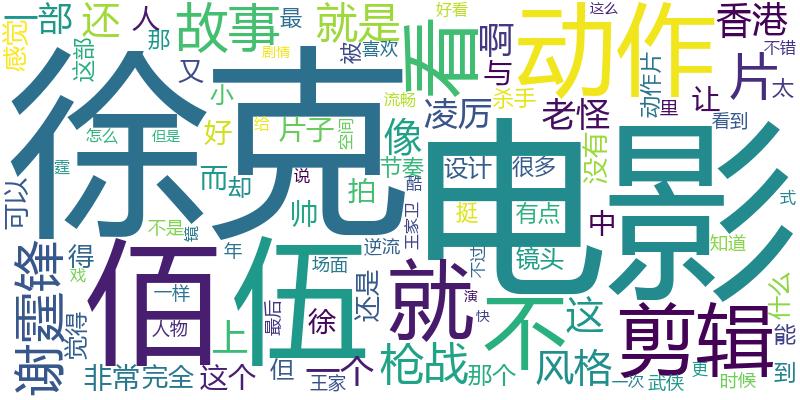 感觉
一部
还
人
故事
就是
看
啊
动作
这么
香港
好看
那
最
被
喜欢
这部
又
剧情
与
片
不错
太
徐克
电影
小
流畅
杀手
动作片
里
让
可以
怎么
但是
给
空间
好
片子
像
凌厉
老怪
看到
霆
说
节奏
设计
很多
没有
而
却
拍
酷
帅
挺
有点
中
式
谢霆锋
得
不是
镜
年
逆流
王家卫
不过
镜头
知道
戏
佰
伍
就
不
这
剪辑
什么
觉得
一样
人物
场面
还是
演
快
最后
徐
上
能
非常
完全
这个
但
王家
一个
枪战
那个
风格
一次
武侠
更
时候
到